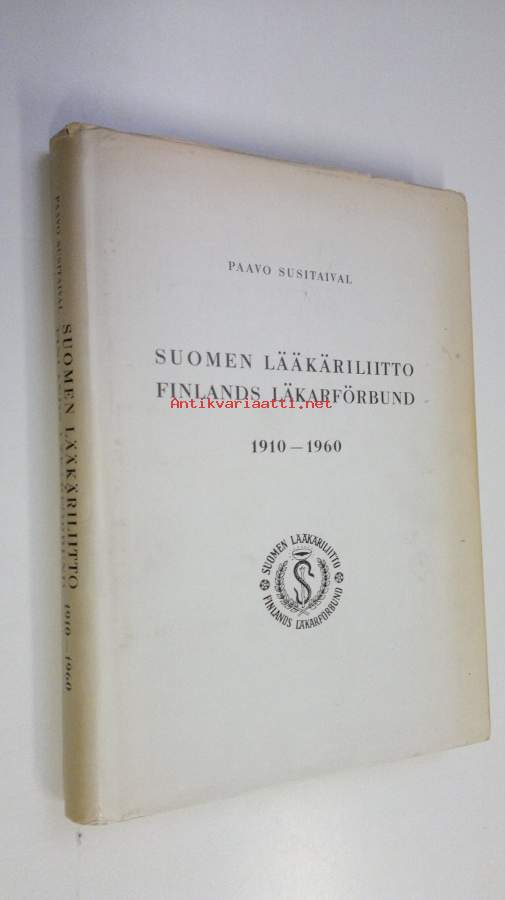 PAAVO SUSITAIVAL
SUOMEN LÄÄKÄRILIITTO
FINLANDS LÄKARFÖRBUND
Antikvariaatti.net
1910 — 1960
SUOMEN LÄÄKÄRILIITTO
FINLANDS LÄKARFÖRBUND
PAAVO SUSITAIVAL
SUOMEN LÄÄKÄRILIITTO
1910 — 1960